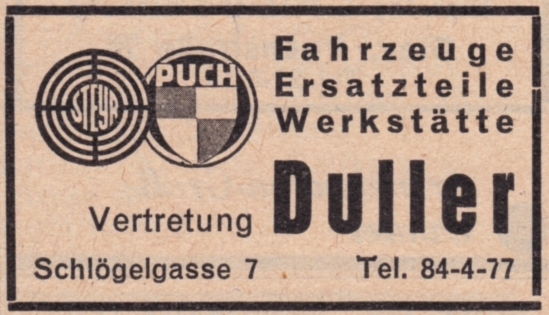 STEYR
PUCH
Fahrzeuge
Ersatzteile
Werkstätte
Vertretung Duller
Schlögelgasse 7 Tel. 84-4-77